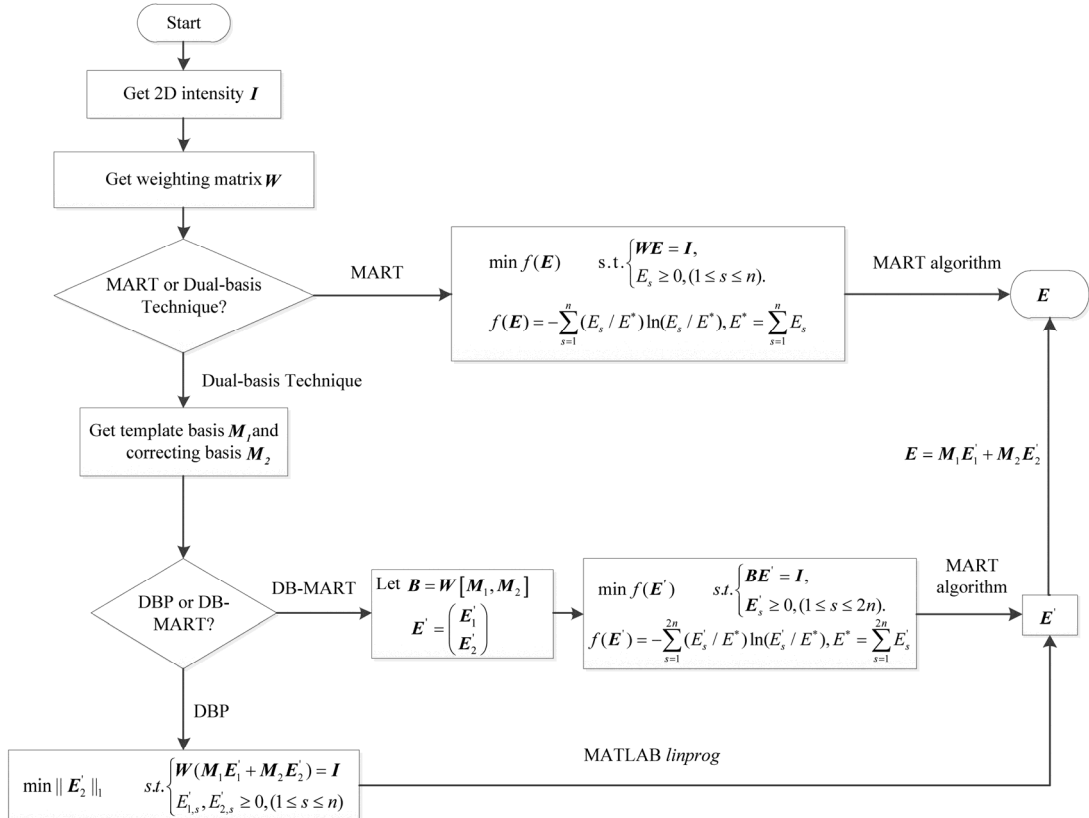 Start
Get 2D intensity I
Get weighting matrix W
MART or Dual-basis
Technique?
MART
min f(E) s.t. { WE = I,
E_s ≥ 0, (1 ≤ s ≤ n).
f(E) = −∑_{s=1}^{n} (E_s / E^*) ln(E_s / E^*), E^* = ∑_{s=1}^{n} E_s
MART algorithm
E
Dual-basis Technique
Get template basis M_1 and
correcting basis M_2
E = M_1E_1^' + M_2E_2^'
DBP or DB-
MART?
DB-MART
Let B = W[M_1, M_2]
E^' = (E_1^'
E_2^')
min f(E^') s.t. { BE^' = I,
E_s^' ≥ 0, (1 ≤ s ≤ 2n).
f(E^') = −∑_{s=1}^{2n} (E_s^' / E^*) ln(E_s^' / E^*), E^* = ∑_{s=1}^{2n} E_s^'
MART
algorithm
E^'
DBP
min || E_2^' ||_1 s.t. { W(M_1E_1^' + M_2E_2^') = I
E_{1,s}^', E_{2,s}^' ≥ 0, (1 ≤ s ≤ n)
MATLAB linprog